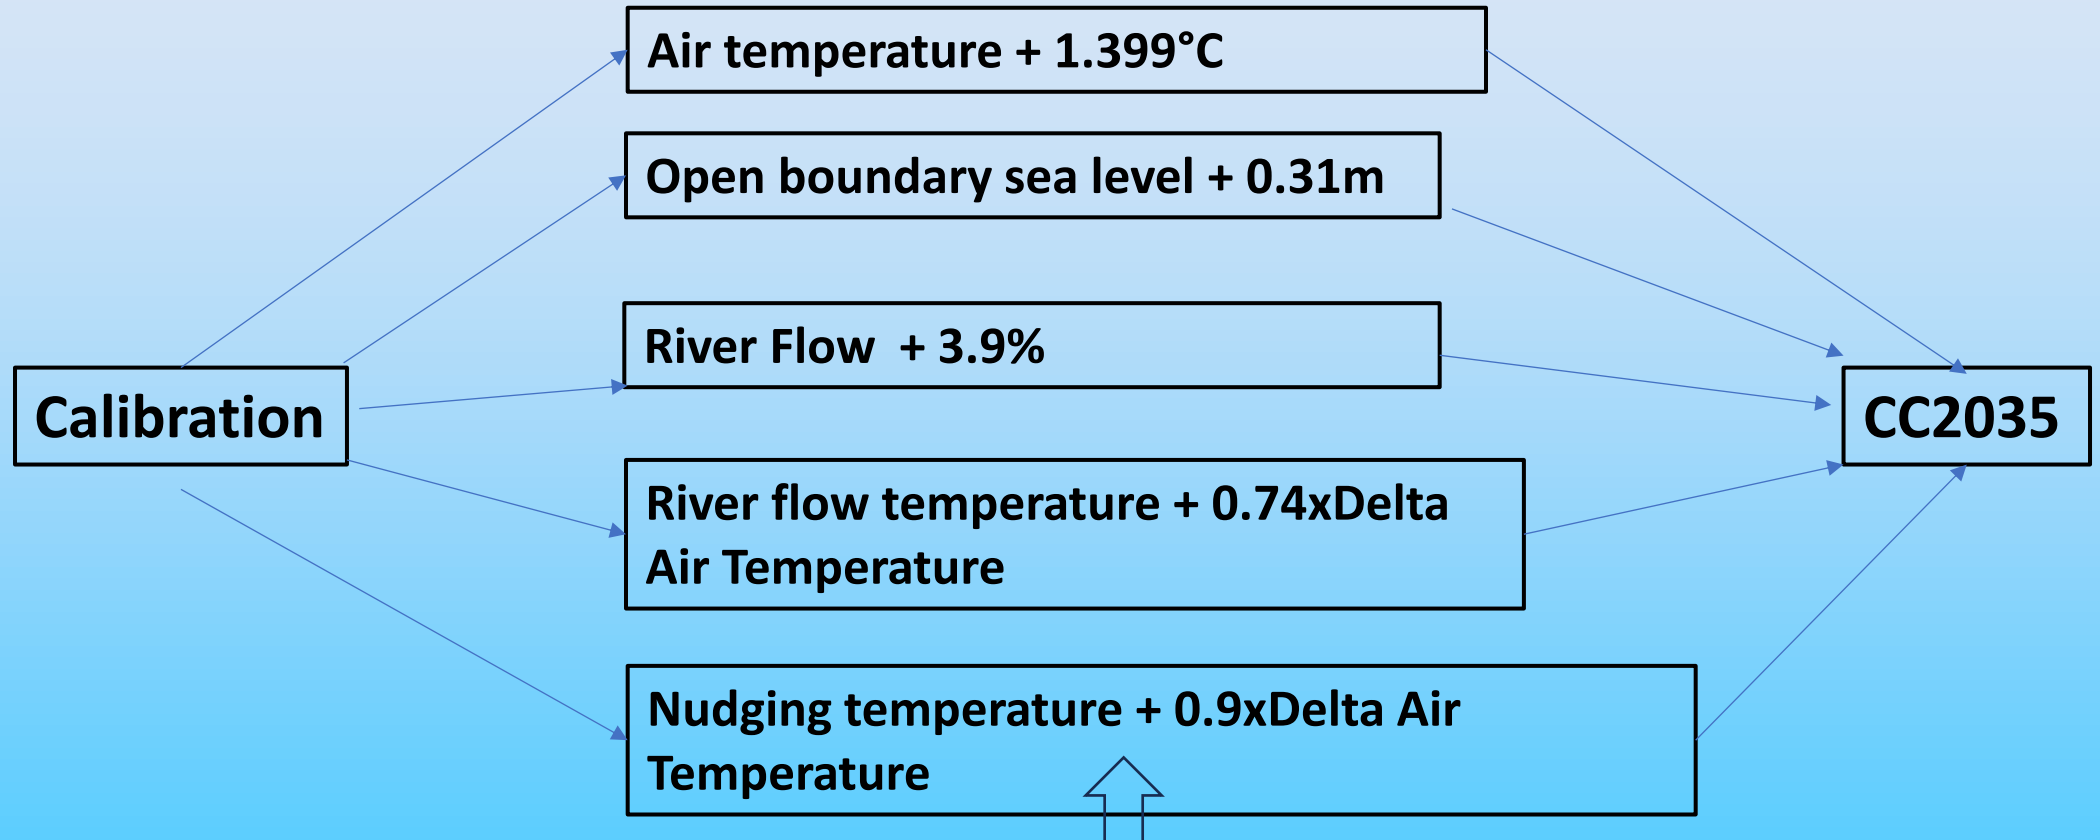 Air temperature + 1.399°C
Open boundary sea level + 0.31m
River Flow  + 3.9%
Calibration
CC2035
River flow temperature + 0.74xDelta
Air Temperature
Nudging temperature + 0.9xDelta Air
Temperature